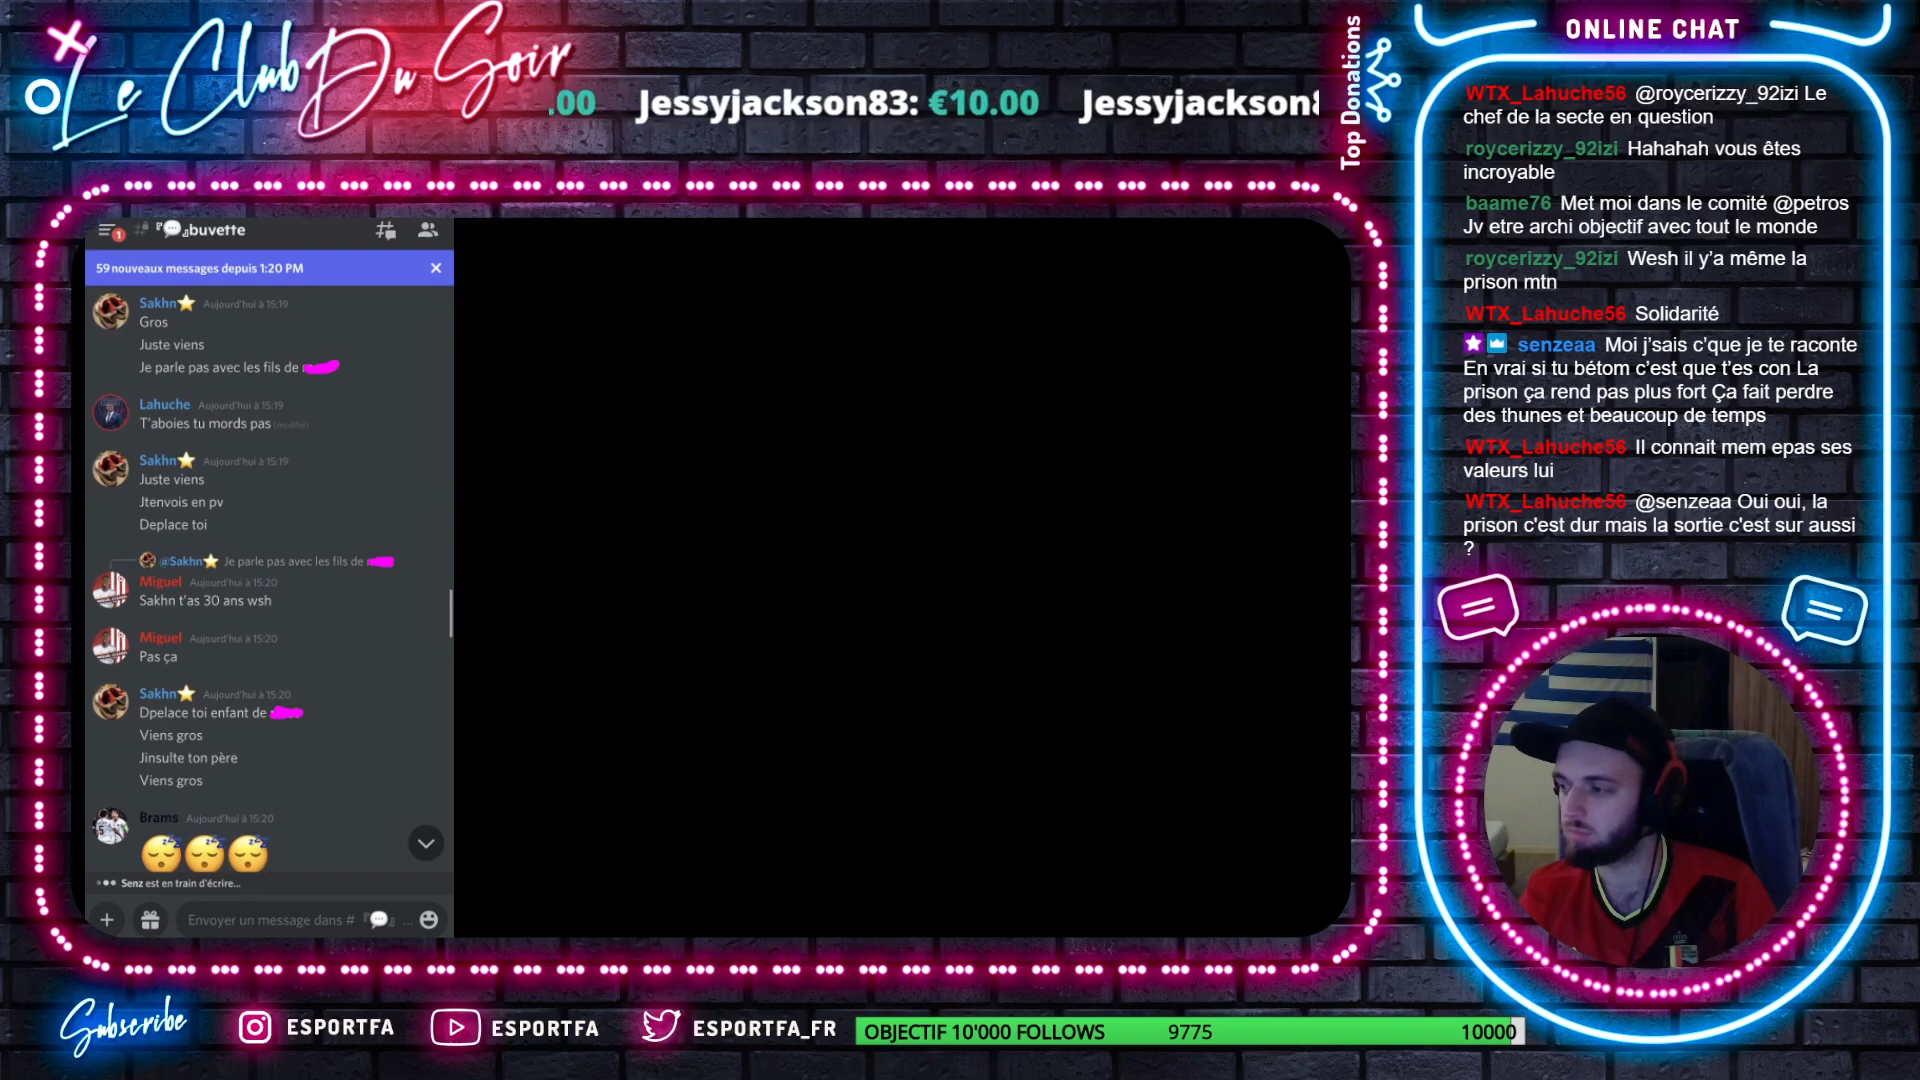 Le Club Du Soir
.00 Jessyjackson83: €10.00 Jessyjackson8
Top Donations
ONLINE CHAT
1 # 『💬』buvette
59 nouveaux messages depuis 1:20 PM
Sakhn⭐ Aujourd'hui à 15:19
Gros
Juste viens
Je parle pas avec les fils de
Lahuche Aujourd'hui à 15:19
T'aboies tu mords pas (modifié)
Sakhn⭐ Aujourd'hui à 15:19
Juste viens
Jtenvois en pv
Deplace toi
@Sakhn⭐ Je parle pas avec les fils de
Miguel Aujourd'hui à 15:20
Sakhn t'as 30 ans wsh
Miguel Aujourd'hui à 15:20
Pas ça
Sakhn⭐ Aujourd'hui à 15:20
Dpelace toi enfant de
Viens gros
Jinsulte ton père
Viens gros
Brams Aujourd'hui à 15:20
😴😴😴
Senz est en train d'écrire...
Envoyer un message dans # 『💬』 ...
WTX_Lahuche56 @roycerizzy_92izi Le
chef de la secte en question
roycerizzy_92izi Hahahah vous êtes
incroyable
baame76 Met moi dans le comité @petros
Jv etre archi objectif avec tout le monde
roycerizzy_92izi Wesh il y'a même la
prison mtn
WTX_Lahuche56 Solidarité
senzeaa Moi j'sais c'que je te raconte
En vrai si tu bétom c'est que t'es con La
prison ça rend pas plus fort Ça fait perdre
des thunes et beaucoup de temps
WTX_Lahuche56 Il connait mem epas ses
valeurs lui
WTX_Lahuche56 @senzeaa Oui oui, la
prison c'est dur mais la sortie c'est sur aussi
?
Subscribe
ESPORTFA
ESPORTFA
ESPORTFA_FR
OBJECTIF 10'000 FOLLOWS 9775 10000